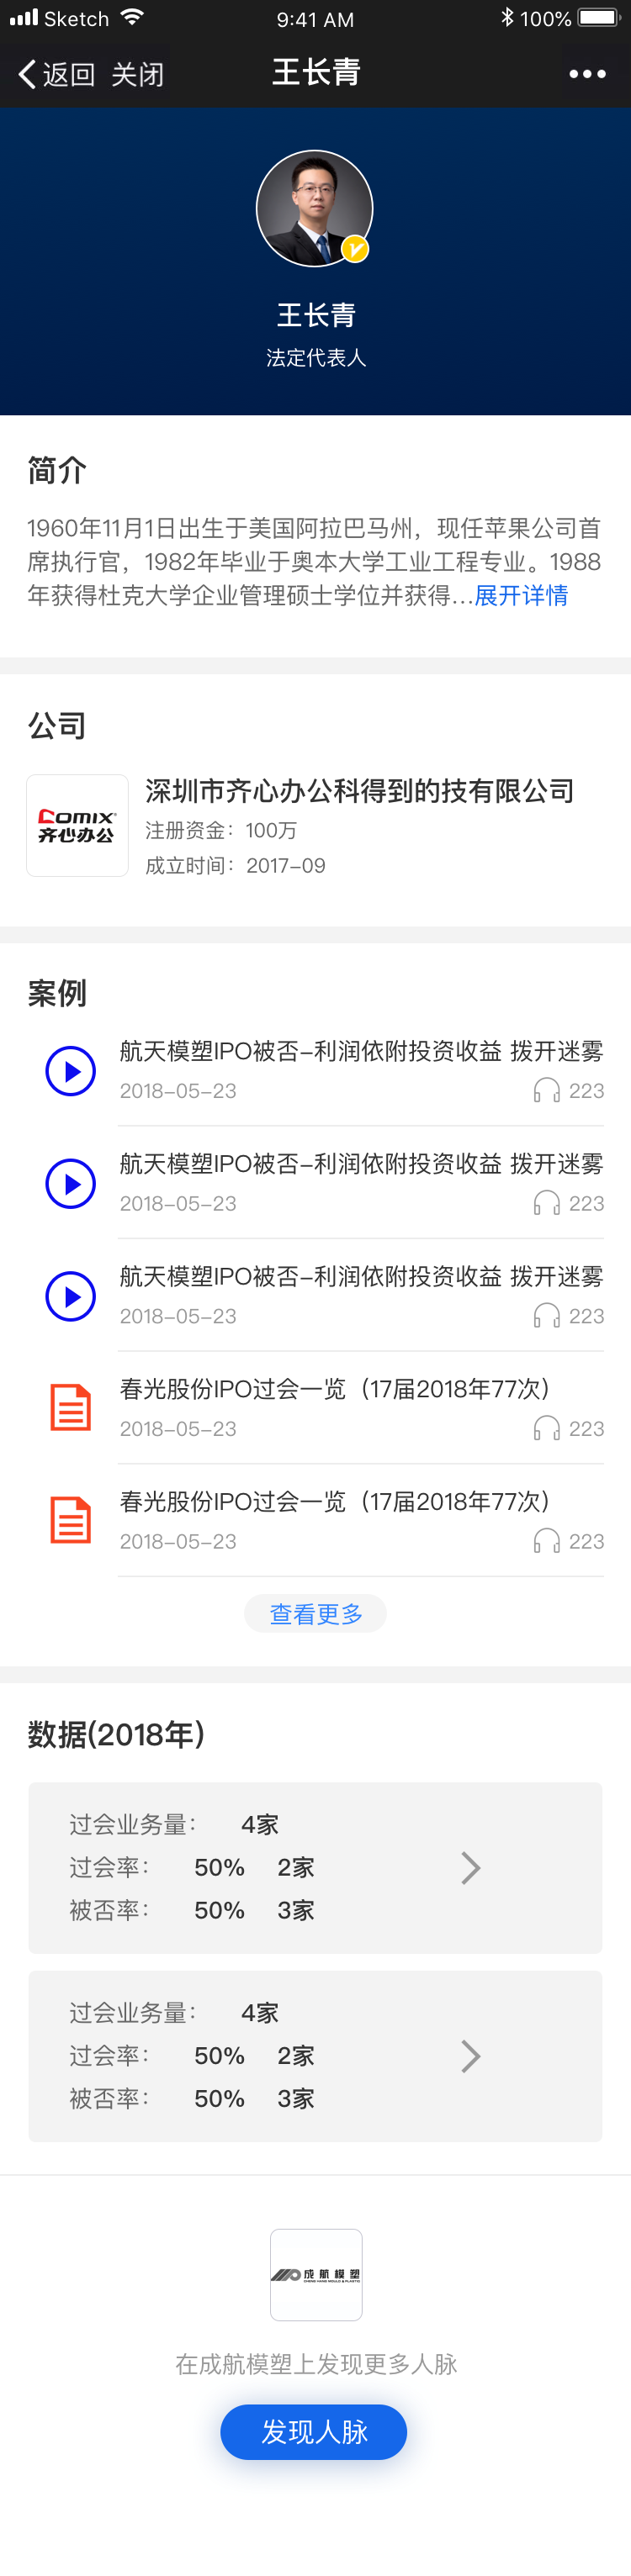 Sketch 9:41 AM 100%
返回 关闭 王长青
王长青
法定代表人
简介
1960年11月1日出生于美国阿拉巴马州，现任苹果公司首
席执行官，1982年毕业于奥本大学工业工程专业。1988
年获得杜克大学企业管理硕士学位并获得...展开详情
公司
comix
齐心办公
深圳市齐心办公科得到的技有限公司
注册资金：100万
成立时间：2017-09
案例
航天模塑IPO被否-利润依附投资收益 拨开迷雾
2018-05-23 223
航天模塑IPO被否-利润依附投资收益 拨开迷雾
2018-05-23 223
航天模塑IPO被否-利润依附投资收益 拨开迷雾
2018-05-23 223
春光股份IPO过会一览（17届2018年77次）
2018-05-23 223
春光股份IPO过会一览（17届2018年77次）
2018-05-23 223
查看更多
数据(2018年)
过会业务量： 4家
过会率： 50% 2家
被否率： 50% 3家
过会业务量： 4家
过会率： 50% 2家
被否率： 50% 3家
成航模塑
在成航模塑上发现更多人脉
发现人脉